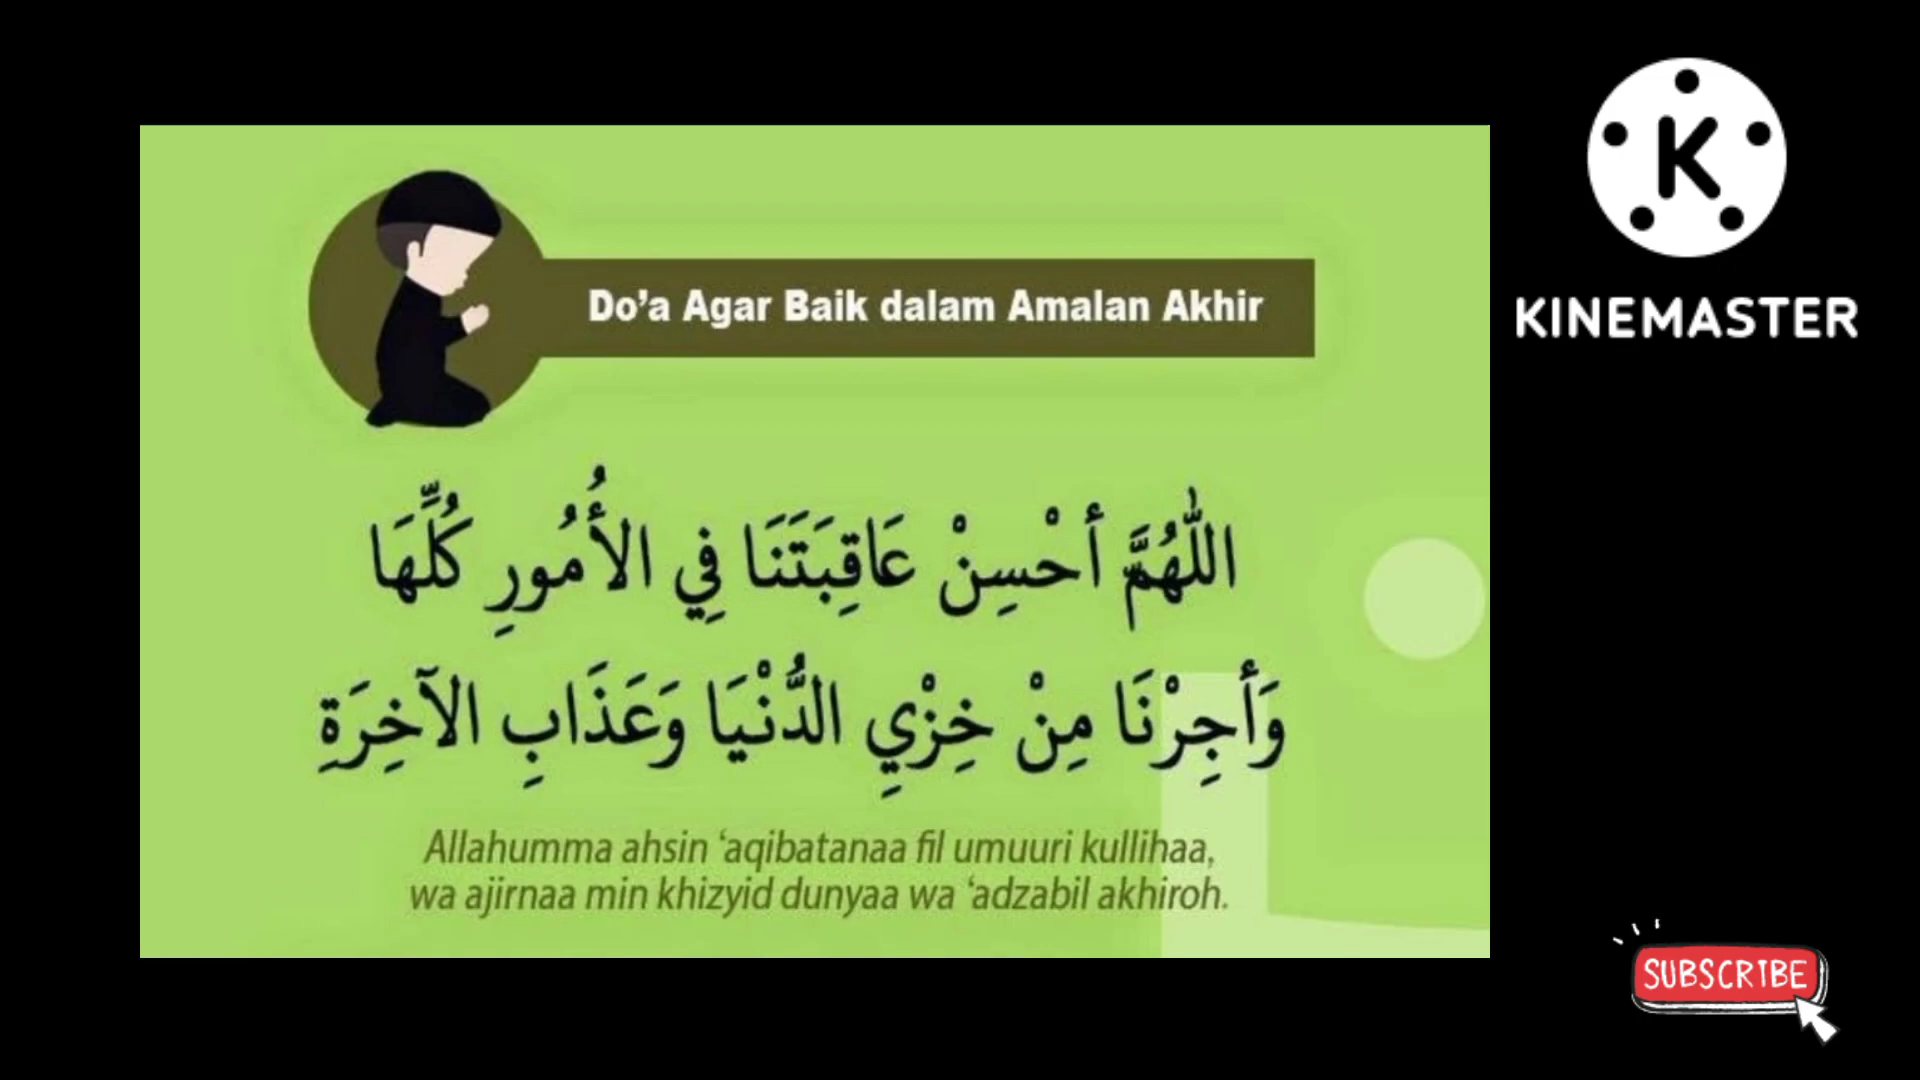 Do'a Agar Baik dalam Amalan Akhir
اللّٰهُمَّ أَحْسِنْ عَاقِبَتَنَا فِي الأُمُورِ كُلِّهَا
وَأَجِرْنَا مِنْ خِزْيِ الدُّنْيَا وَعَذَابِ الآخِرَةِ
Allahumma ahsin ‘aqibatanaa fil umuuri kullihaa,
wa ajirnaa min khizyid dunyaa wa ‘adzabil akhiroh.
K
KINEMASTER
SUBSCRIBE